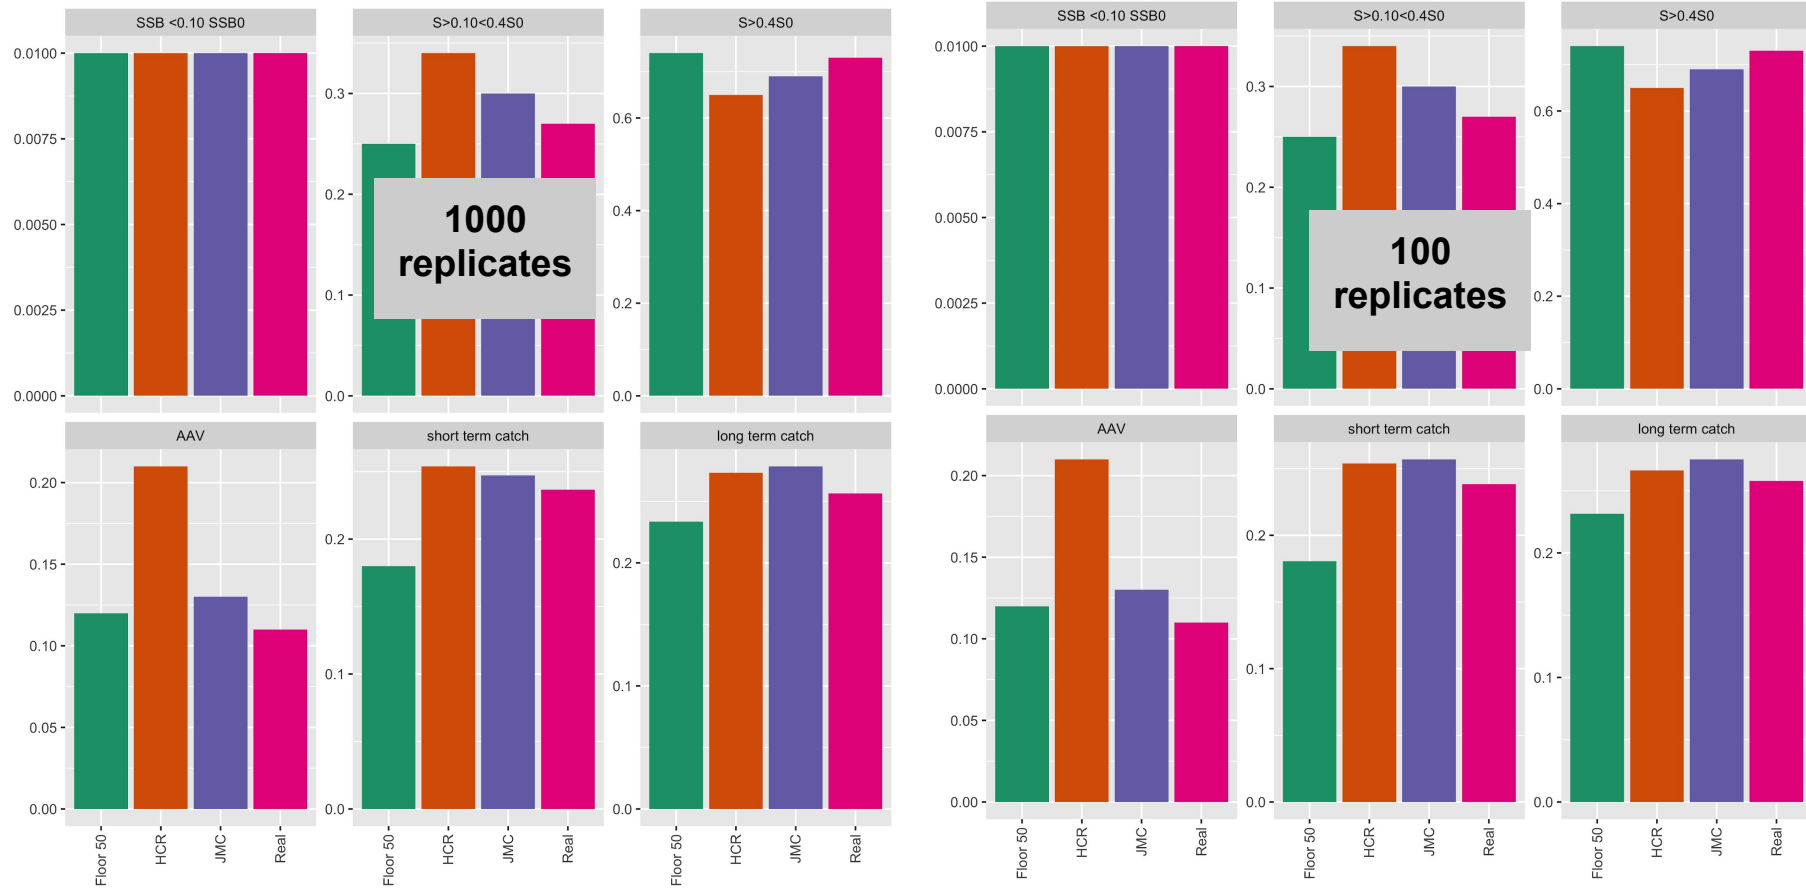 SSB <0.10 SSB0
S>0.10<0.4S0
S>0.4S0
0.0100
0.0075
0.0050
0.0025
0.0000
0.3
0.2
0.1
0.0
0.6
0.4
0.2
0.0
1000
replicates
AAV
short term catch
long term catch
0.20
0.15
0.10
0.05
0.00
0.2
0.1
0.0
0.2
0.1
0.0
Floor 50
HCR
JMC
Real
Floor 50
HCR
JMC
Real
Floor 50
HCR
JMC
Real
SSB <0.10 SSB0
S>0.10<0.4S0
S>0.4S0
0.0100
0.0075
0.0050
0.0025
0.0000
0.3
0.2
0.1
0.0
0.6
0.4
0.2
0.0
100
replicates
AAV
short term catch
long term catch
0.20
0.15
0.10
0.05
0.00
0.2
0.1
0.0
0.2
0.1
0.0
Floor 50
HCR
JMC
Real
Floor 50
HCR
JMC
Real
Floor 50
HCR
JMC
Real